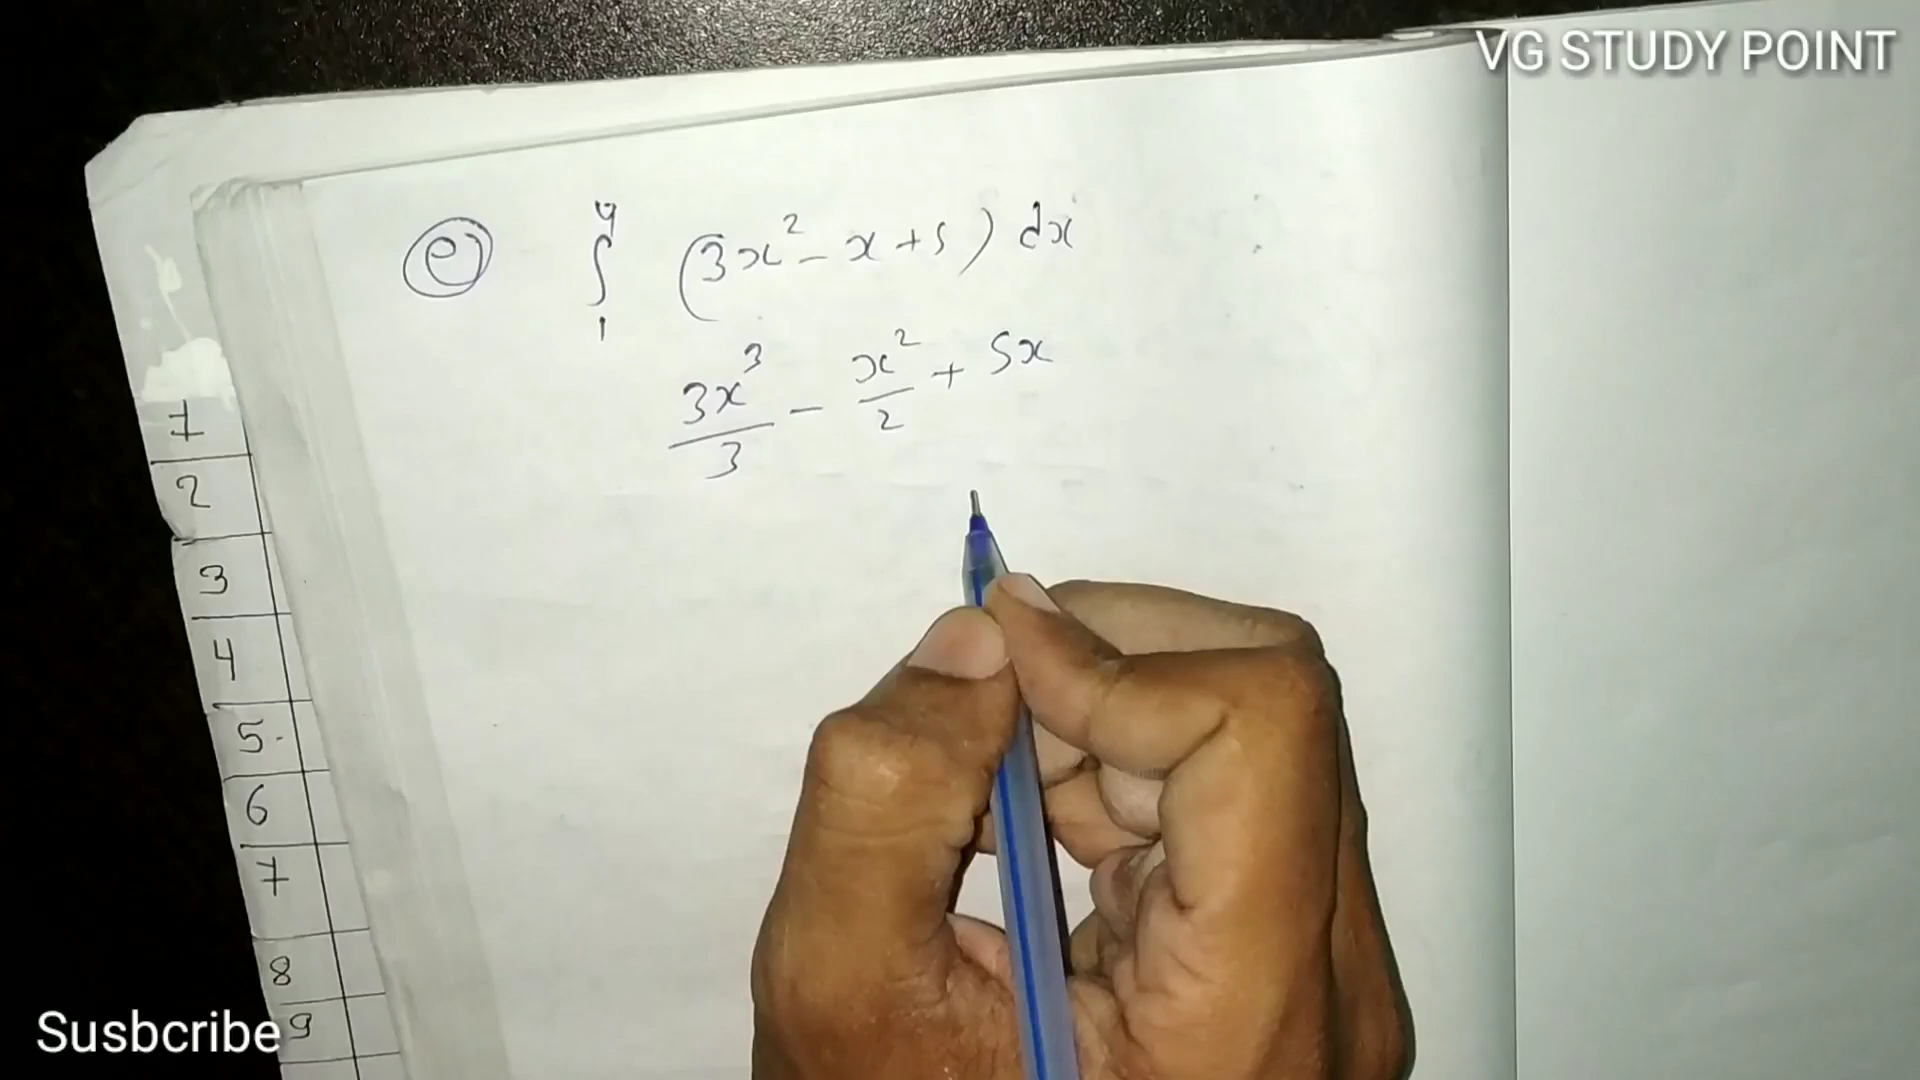 VG STUDY POINT
e ∫₁⁴ (3x² - x + 5) dx
3x³/3 - x²/2 + 5x
7
2
3
4
5.
6
7
8
9
Susbcribe